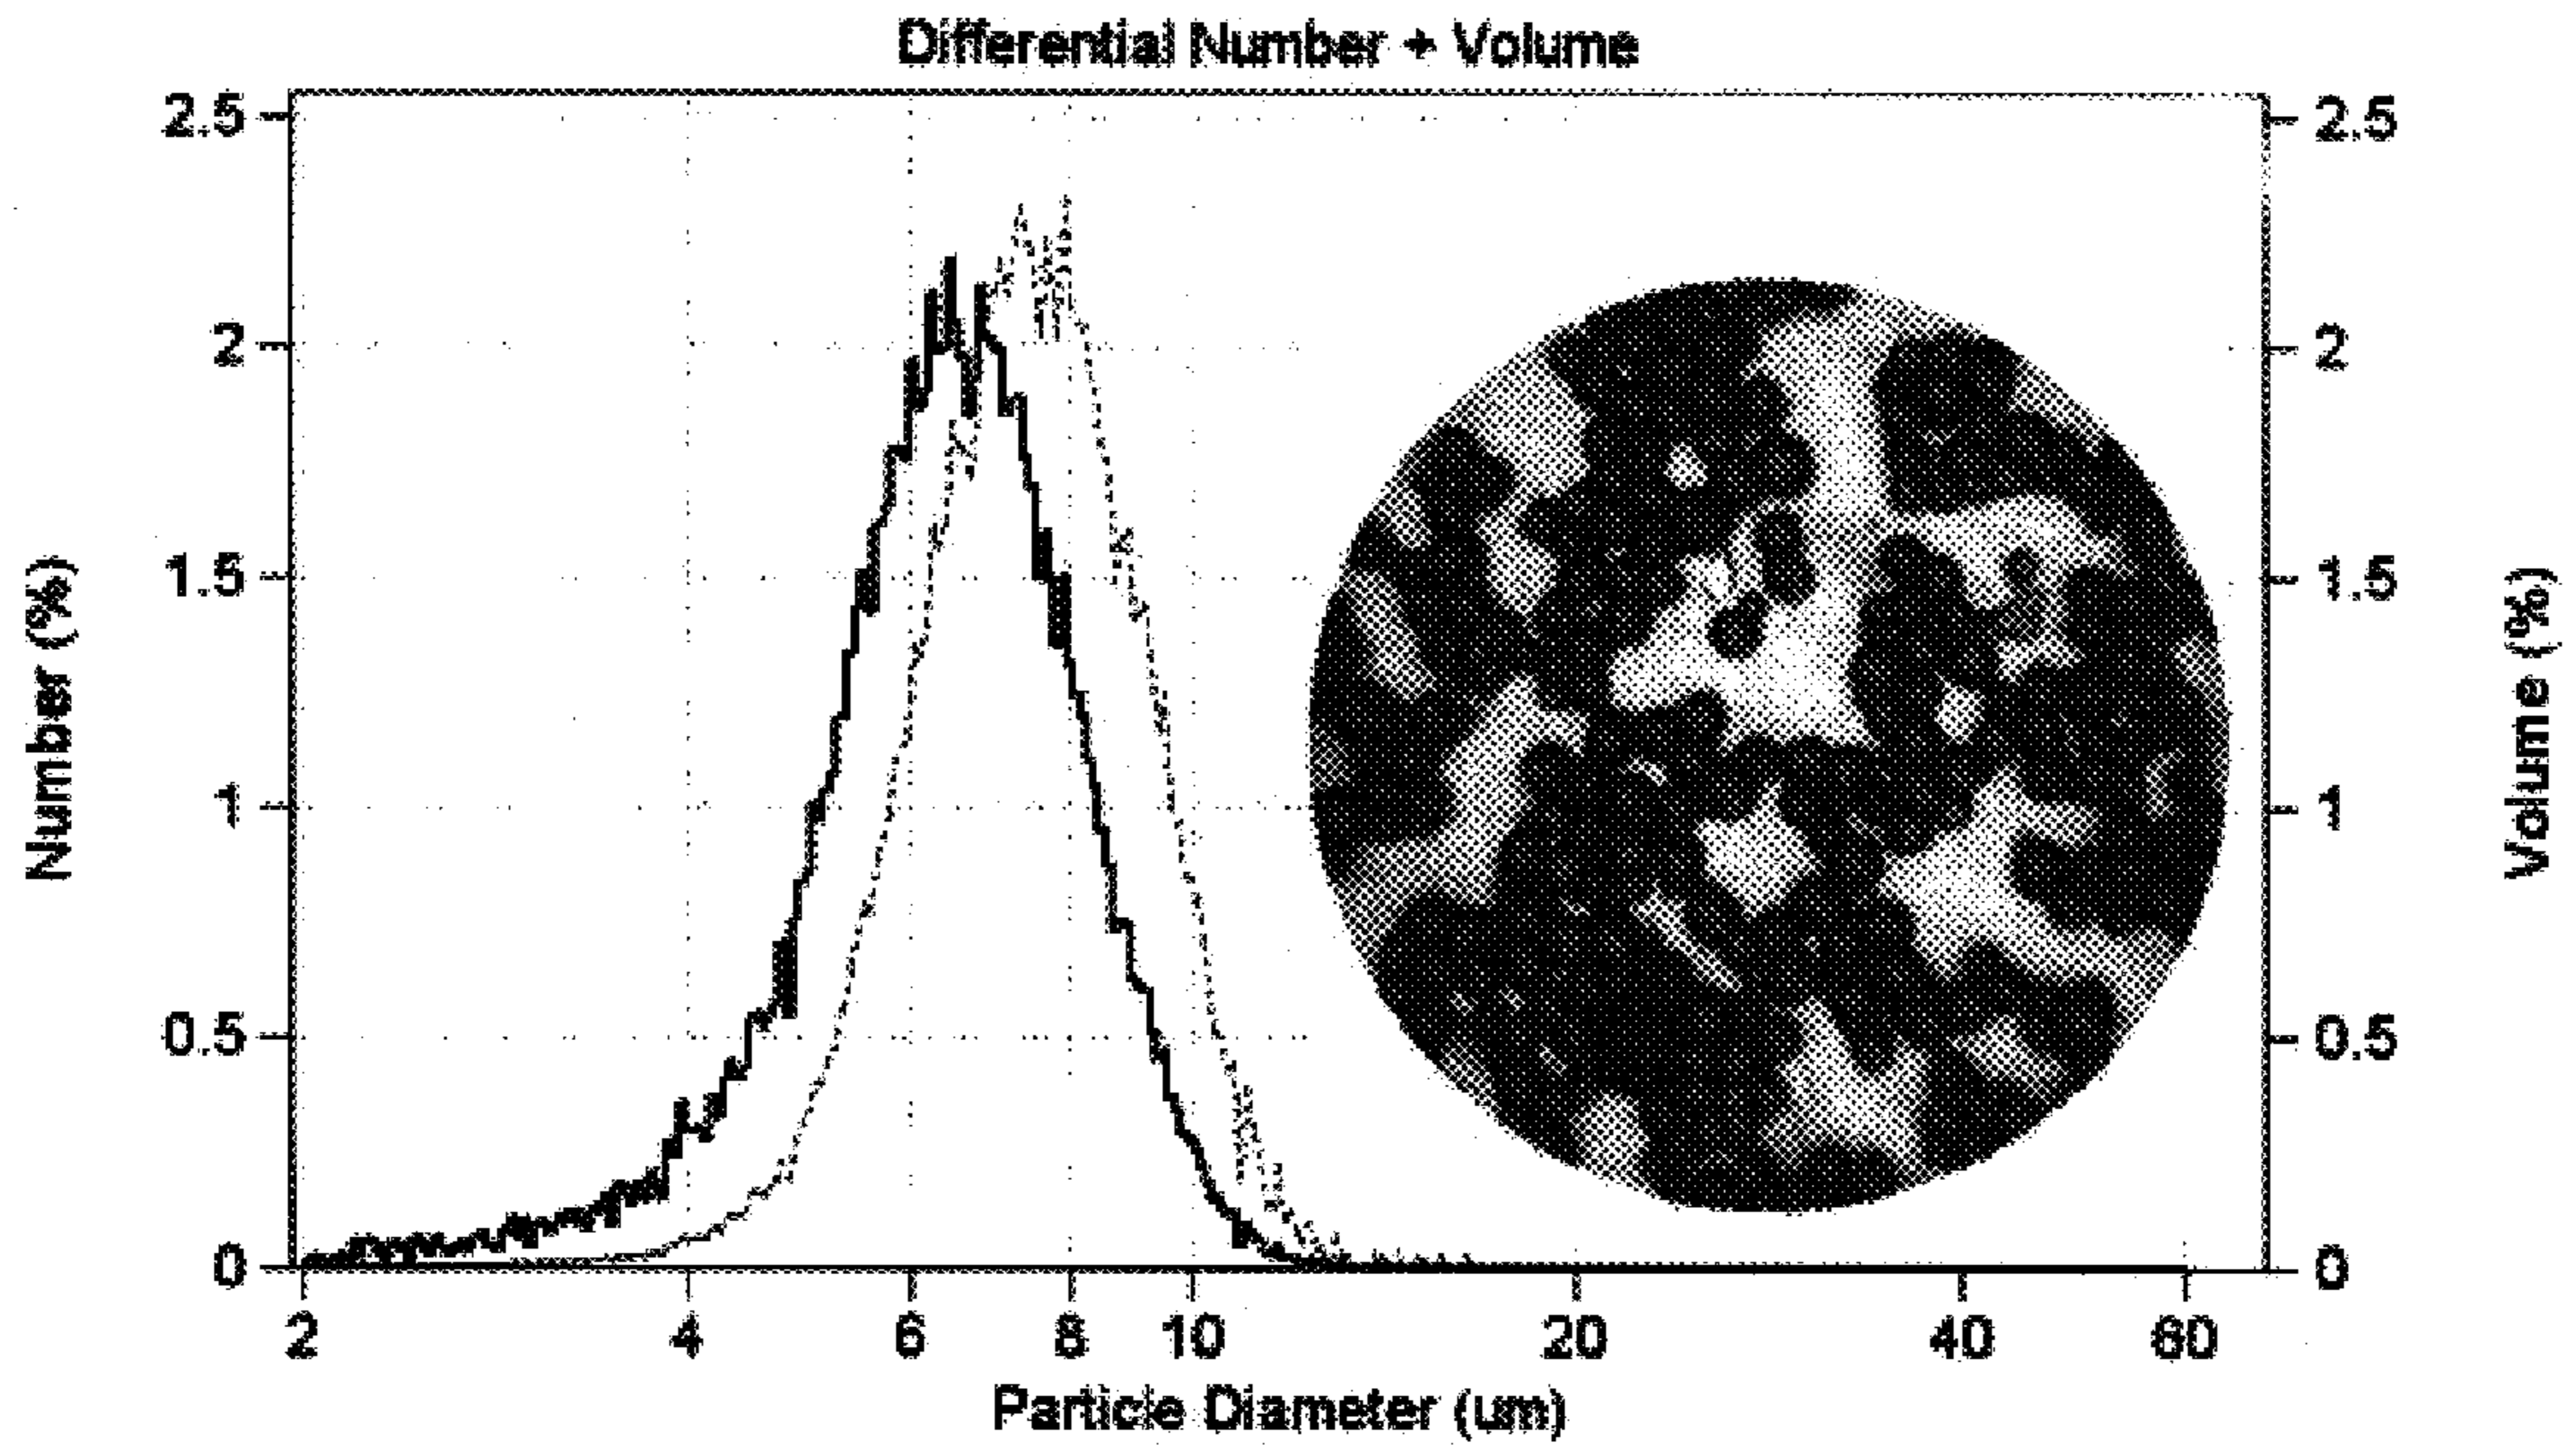 Differential Number + Volume
2.5
2
1.5
1
0.5
0
Number (%)
2.5
2
1.5
1
0.5
0
Volume (%)
2 4 6 8 10 20 40 60
Particle Diameter (um)